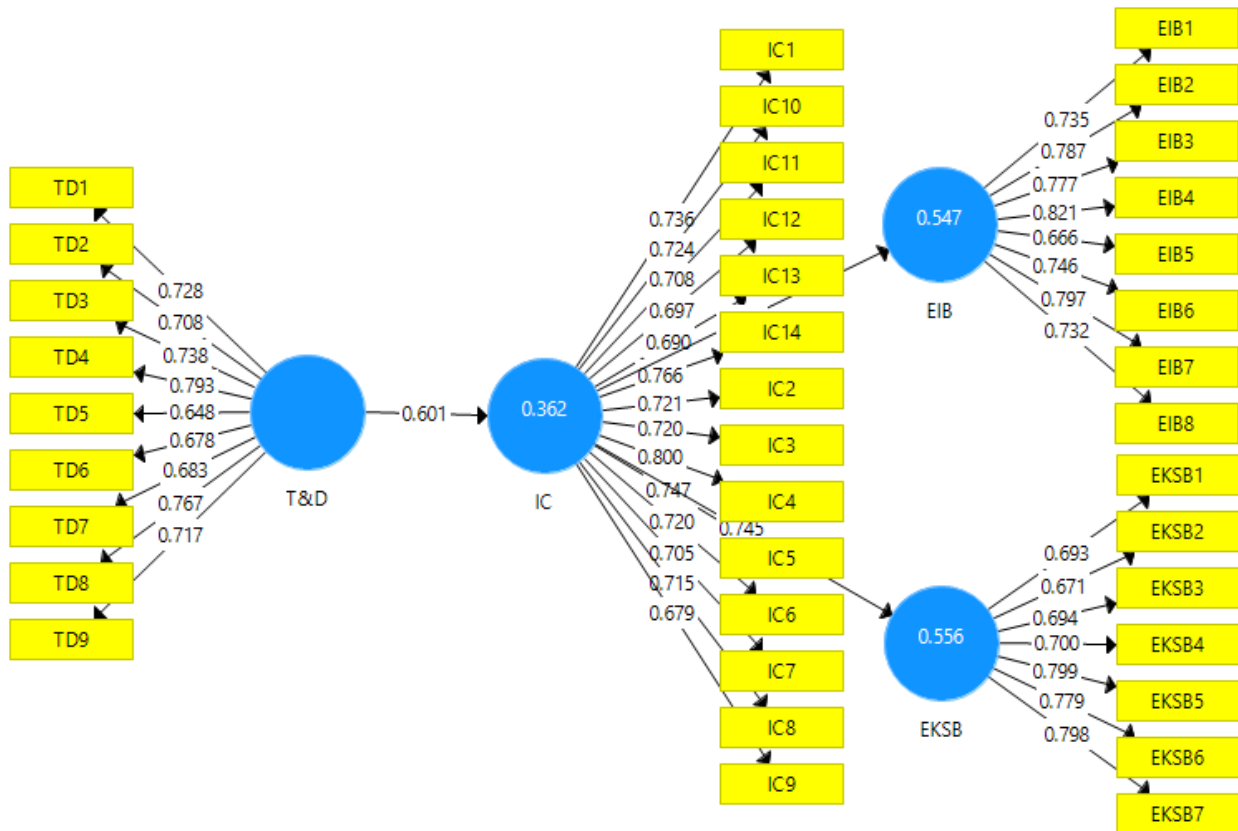 TD1
TD2
TD3
TD4
TD5
TD6
TD7
TD8
TD9
0.728
0.708
0.738
0.793
0.648
0.678
0.683
0.767
0.717
T&D
0.601
0.362
IC
0.736
0.724
0.708
0.697
0.690
0.766
0.721
0.720
0.800
0.747
0.745
0.720
0.705
0.715
0.679
IC1
IC10
IC11
IC12
IC13
IC14
IC2
IC3
IC4
IC5
IC6
IC7
IC8
IC9
0.547
EIB
0.735
0.787
0.777
0.821
0.666
0.746
0.797
0.732
EIB1
EIB2
EIB3
EIB4
EIB5
EIB6
EIB7
EIB8
0.556
EKSB
0.693
0.671
0.694
0.700
0.799
0.779
0.798
EKSB1
EKSB2
EKSB3
EKSB4
EKSB5
EKSB6
EKSB7